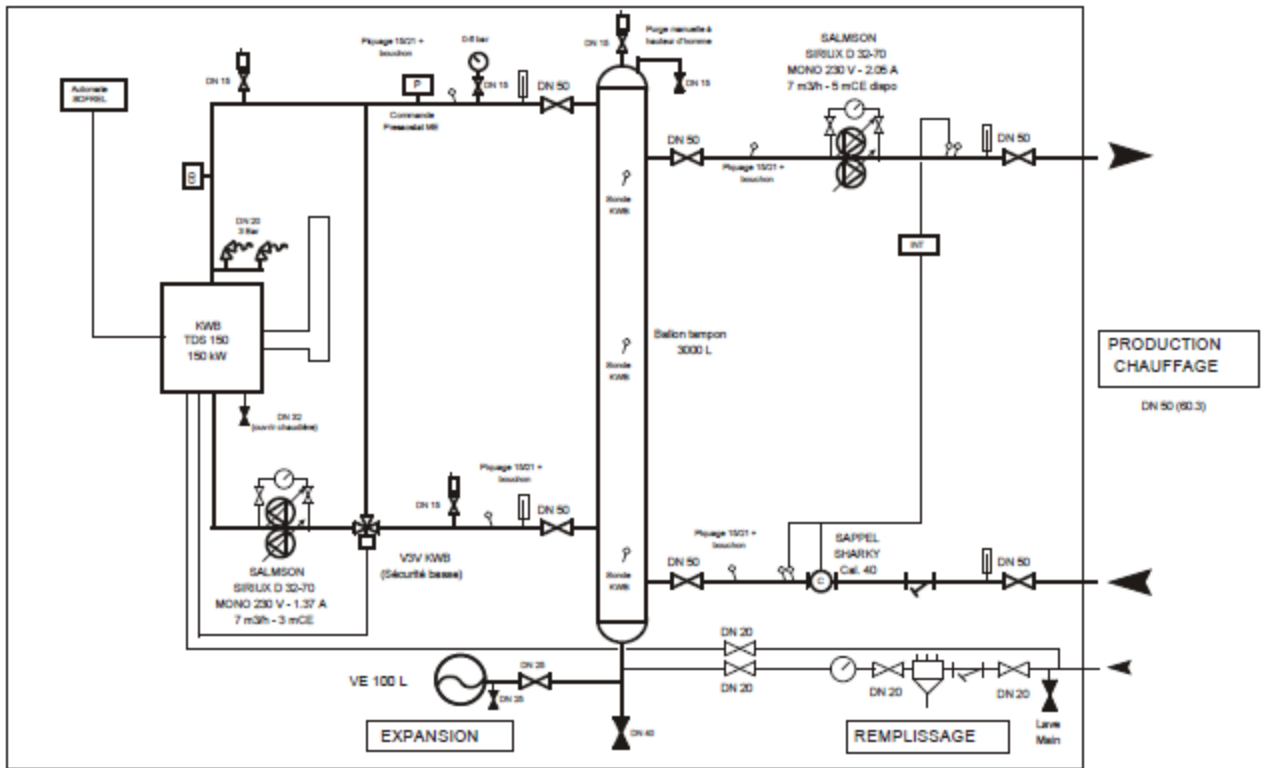 Piquage 15/21 +
bouchon
0-6 bar
DN 15
Purge manuelle à
hauteur d'homme
SALMSON
SIRIUX D 32-70
MONO 230 V - 2.05 A
7 m3/h - 5 mCE dispo
DN 15
DN 15
DN 50
DN 15
Automate
SOFREL
P
Commande
Pressostat MB
DN 50
DN 50
Piquage 15/21 +
bouchon
Sonde
KWB
DN 20
3 Bar
INT
KWB
TDS 150
150 kW
Ballon tampon
3000 L
Sonde
KWB
PRODUCTION
CHAUFFAGE
DN 50 (60.3)
DN 32
(ouvrir chaudière)
Piquage 15/21 +
bouchon
DN 15
DN 50
Piquage 15/21 +
bouchon
SAPPEL
SHARKY
Cal. 40
DN 50
DN 50
C
Sonde
KWB
V3V KWB
(Sécurité basse)
SALMSON
SIRIUX D 32-70
MONO 230 V - 1.37 A
7 m3/h - 3 mCE
DN 20
VE 100 L
DN 25
DN 25
DN 20
DN 20
DN 20
EXPANSION
DN 40
REMPLISSAGE
Lave
Main